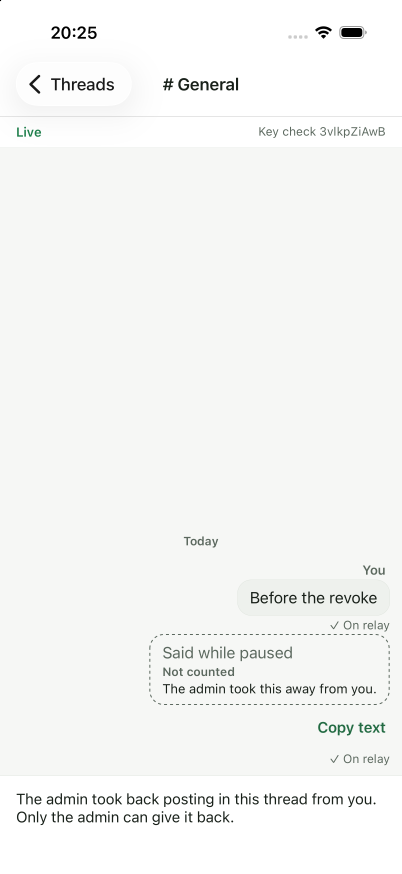 20:25
Threads
# General
Live
Key check 3vlkpZiAwB
Today
You
Before the revoke
✓ On relay
Said while paused
Not counted
The admin took this away from you.
Copy text
✓ On relay
The admin took back posting in this thread from you.
Only the admin can give it back.